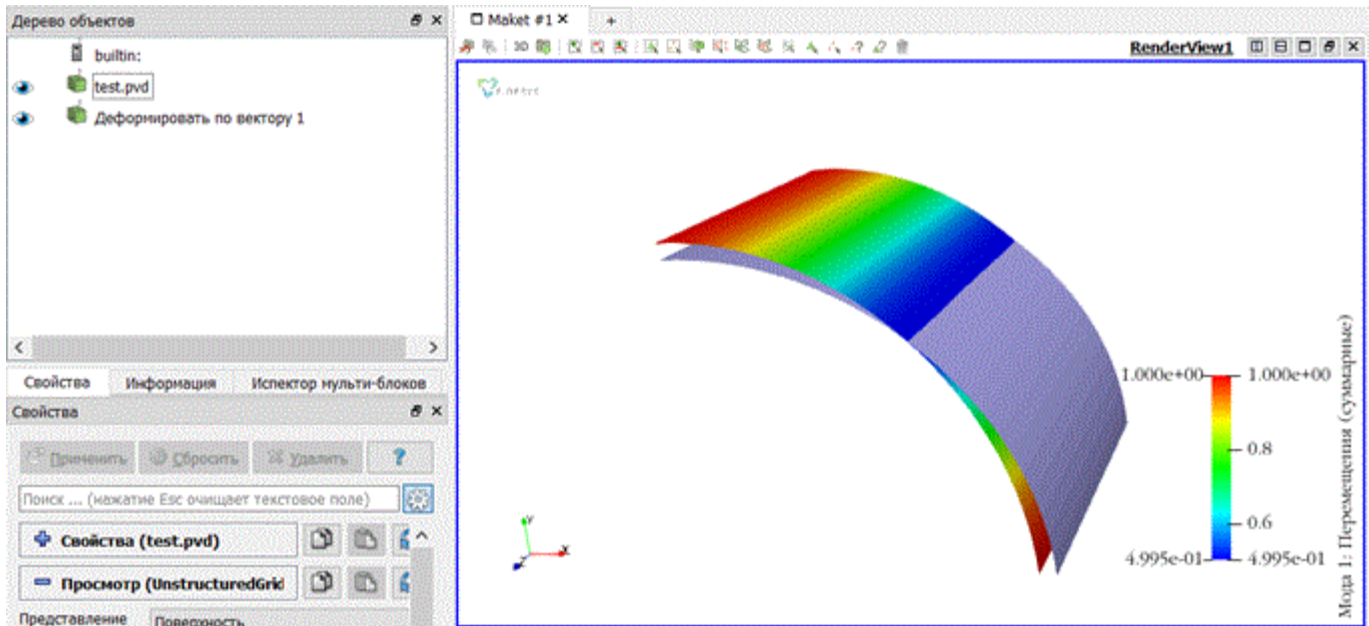 Дерево объектов
builtin:
test.pvd
Деформировать по вектору 1
Свойства Информация Испектор мульти-блоков
Свойства
Применить Сбросить Удалить ?
Поиск ... (нажатие Esc очищает текстовое поле)
Свойства (test.pvd)
Просмотр (UnstructuredGrid
Представление Поверхность
Maket #1
+
3D
RenderView1
Y
X
Z
1.000e+00 1.000e+00
0.8
0.6
4.995e-01 4.995e-01
Мода 1: Перемещения (суммарные)